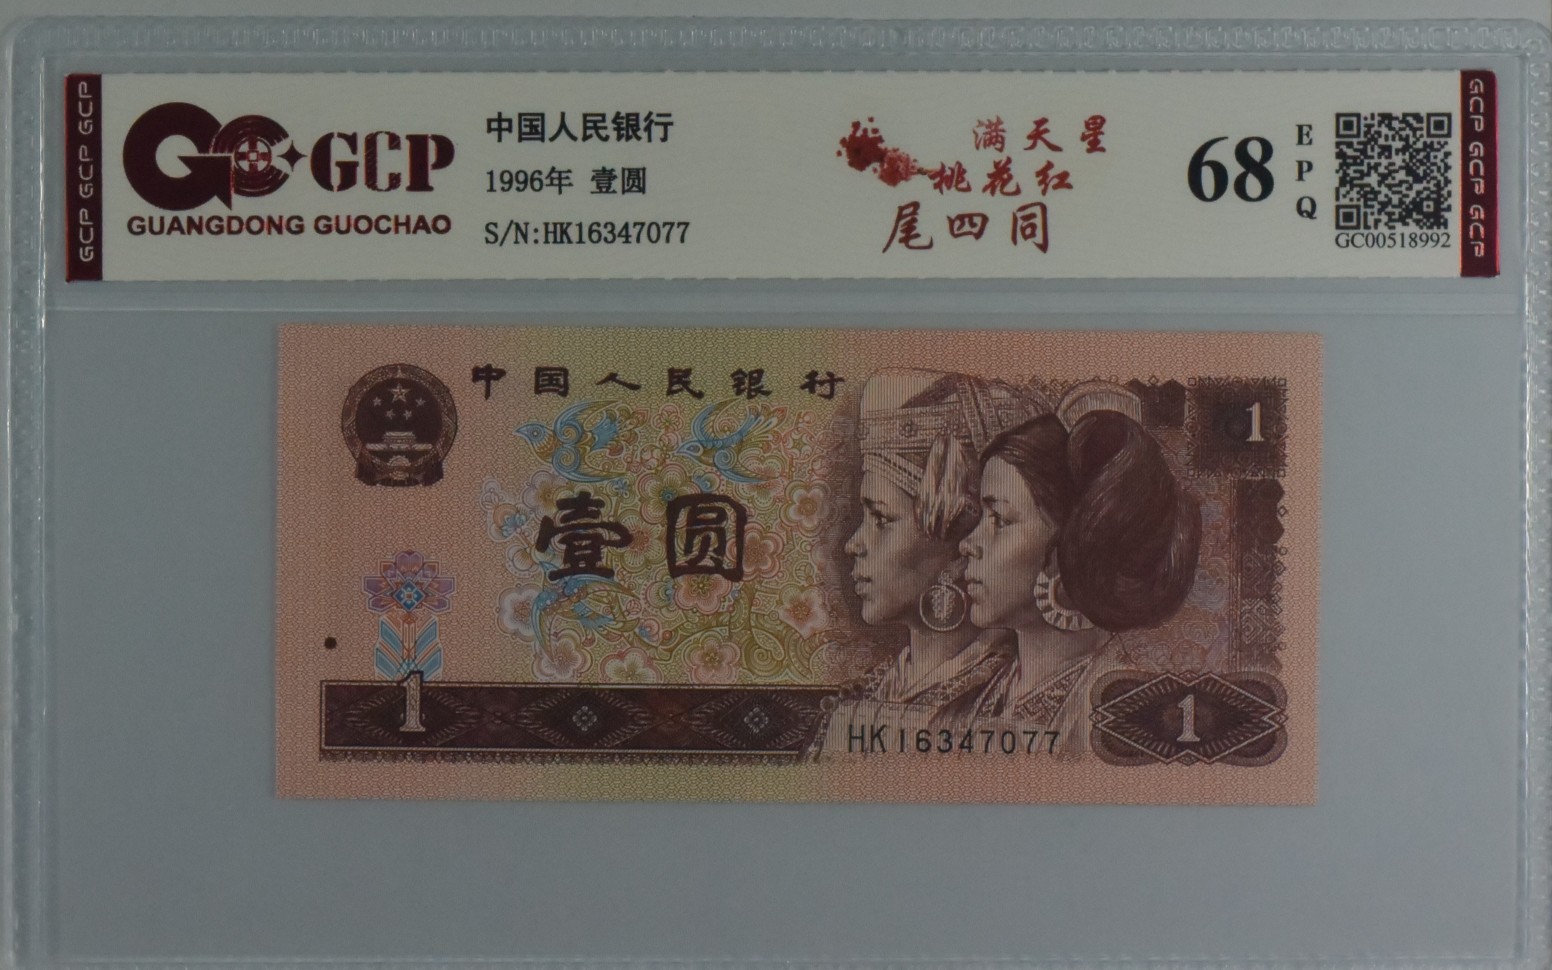 GCP GCP GCP
GCP
GUANGDONG GUOCHAO
中国人民银行
1996年 壹圆
S/N:HK16347077
满天星
桃花红
尾四同
68
EPQ
GC00518992
GCP GCP GCP
中国人民银行
1
壹圆
1
HK16347077
1